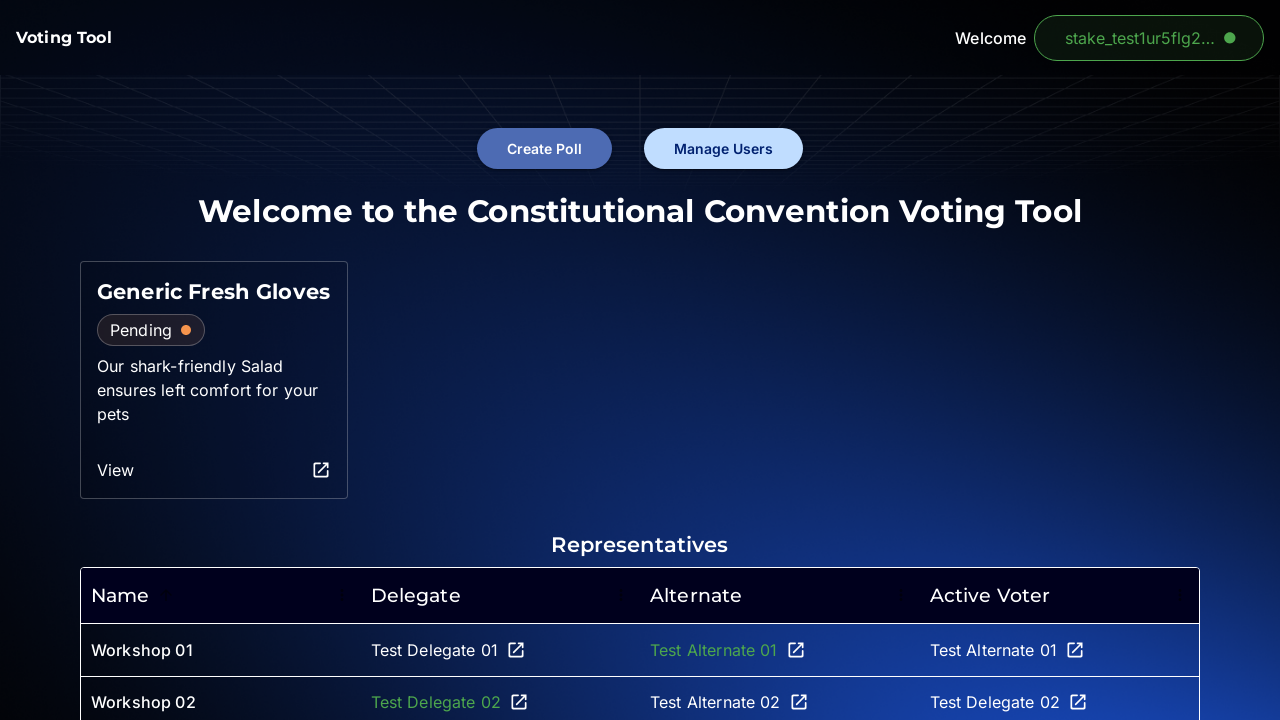 Voting Tool
Welcome stake_test1ur5flg2...
Create Poll Manage Users
Welcome to the Constitutional Convention Voting Tool
Generic Fresh Gloves
Pending
Our shark-friendly Salad
ensures left comfort for your
pets
View
Representatives
Name Delegate Alternate Active Voter
Workshop 01 Test Delegate 01 Test Alternate 01 Test Alternate 01
Workshop 02 Test Delegate 02 Test Alternate 02 Test Delegate 02